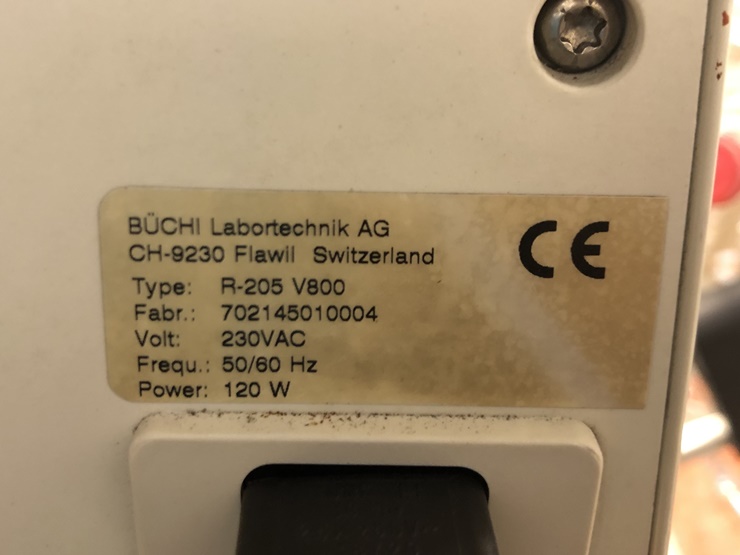 BÜCHI Labortechnik AG
CH-9230 Flawil Switzerland
Type: R-205 V800
Fabr.: 702145010004
Volt: 230VAC
Frequ.: 50/60 Hz
Power: 120 W
CE